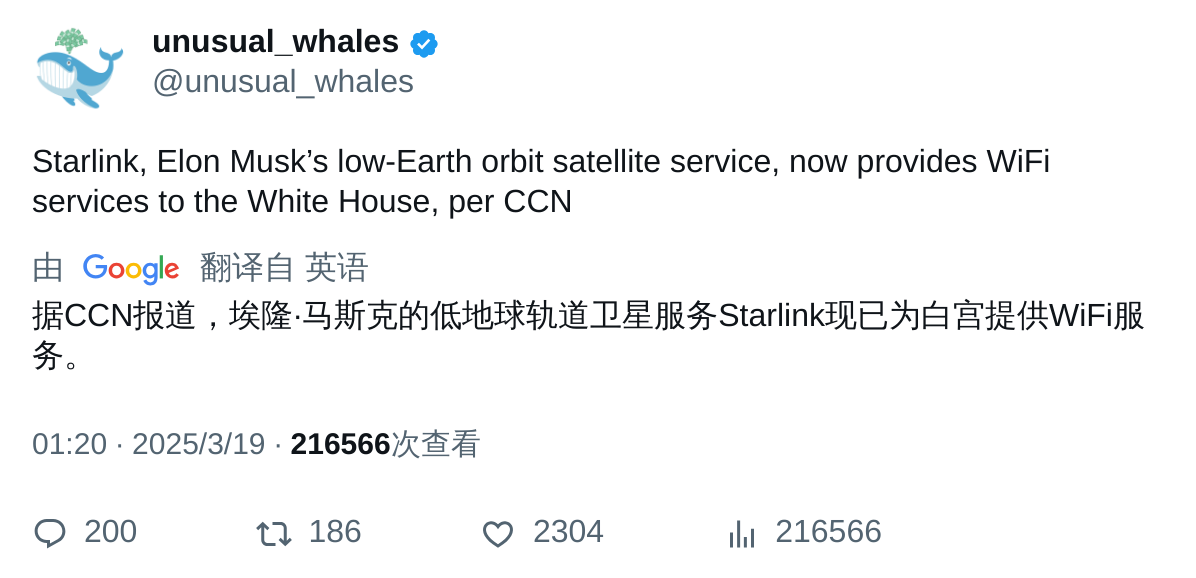 unusual_whales
@unusual_whales
Starlink, Elon Musk’s low-Earth orbit satellite service, now provides WiFi
services to the White House, per CCN
由 Google 翻译自 英语
据CCN报道，埃隆·马斯克的低地球轨道卫星服务Starlink现已为白宫提供WiFi服
务。
01:20 · 2025/3/19 · 216566次查看
200 186 2304 216566